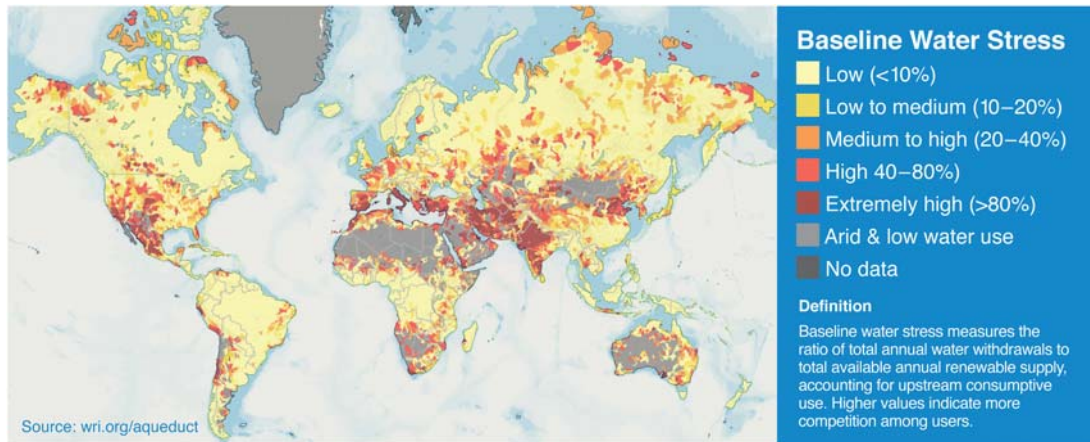 Baseline Water Stress
Low (<10%)
Low to medium (10–20%)
Medium to high (20–40%)
High 40–80%)
Extremely high (>80%)
Arid & low water use
No data
Definition
Baseline water stress measures the
ratio of total annual water withdrawals to
total available annual renewable supply,
accounting for upstream consumptive
use. Higher values indicate more
competition among users.
Source: wri.org/aqueduct